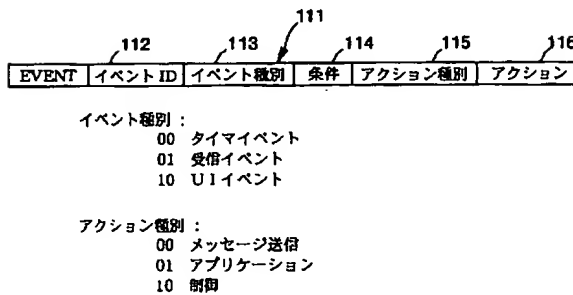 112 113 111 114 115 116
EVENT イベントID イベント種別 条件 アクション種別 アクション
イベント種別：
00 タイマイベント
01 受信イベント
10 UIイベント
アクション種別：
00 メッセージ送信
01 アプリケーション
10 制御